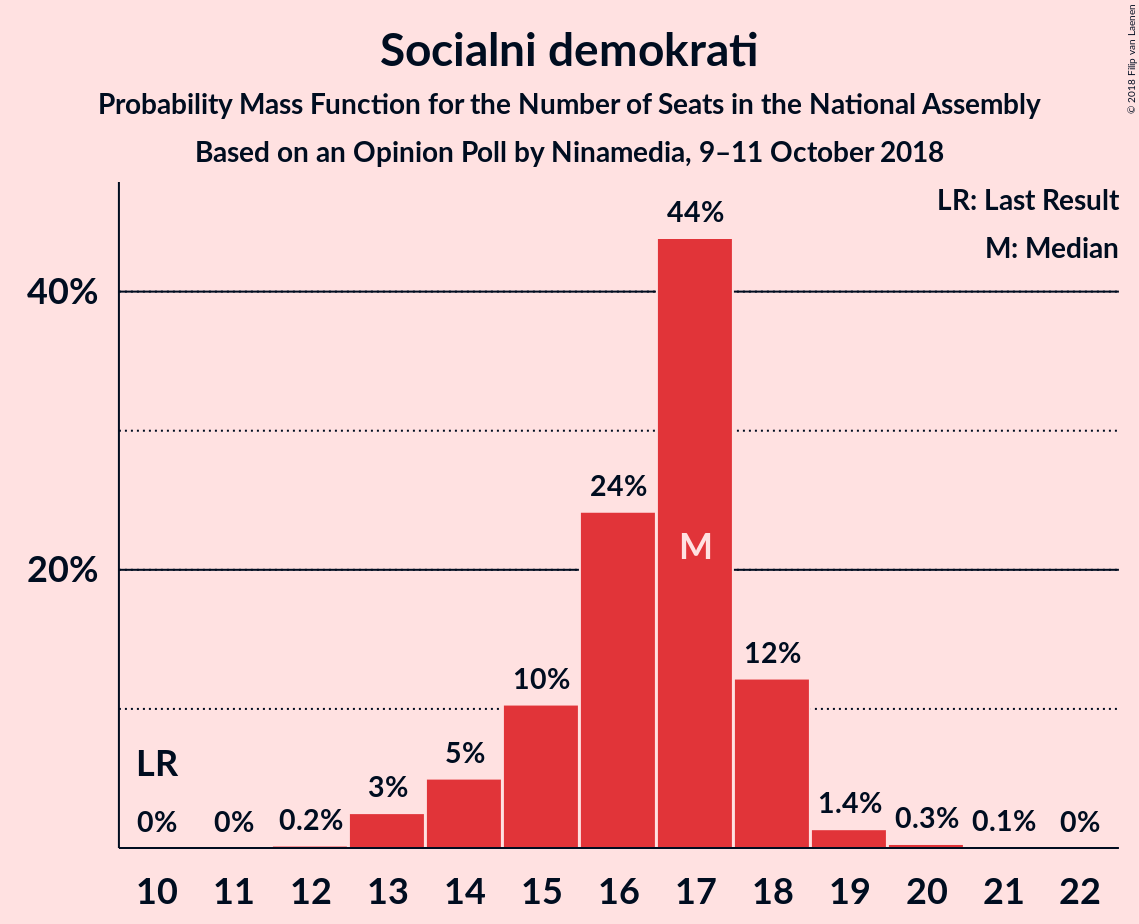 Socialni demokrati
Probability Mass Function for the Number of Seats in the National Assembly
Based on an Opinion Poll by Ninamedia, 9–11 October 2018
© 2018 Filip van Laenen
LR: Last Result
M: Median
40%
20%
LR
0%
0%
0.2%
3%
5%
10%
24%
44%
M
12%
1.4%
0.3%
0.1%
0%
10 11 12 13 14 15 16 17 18 19 20 21 22